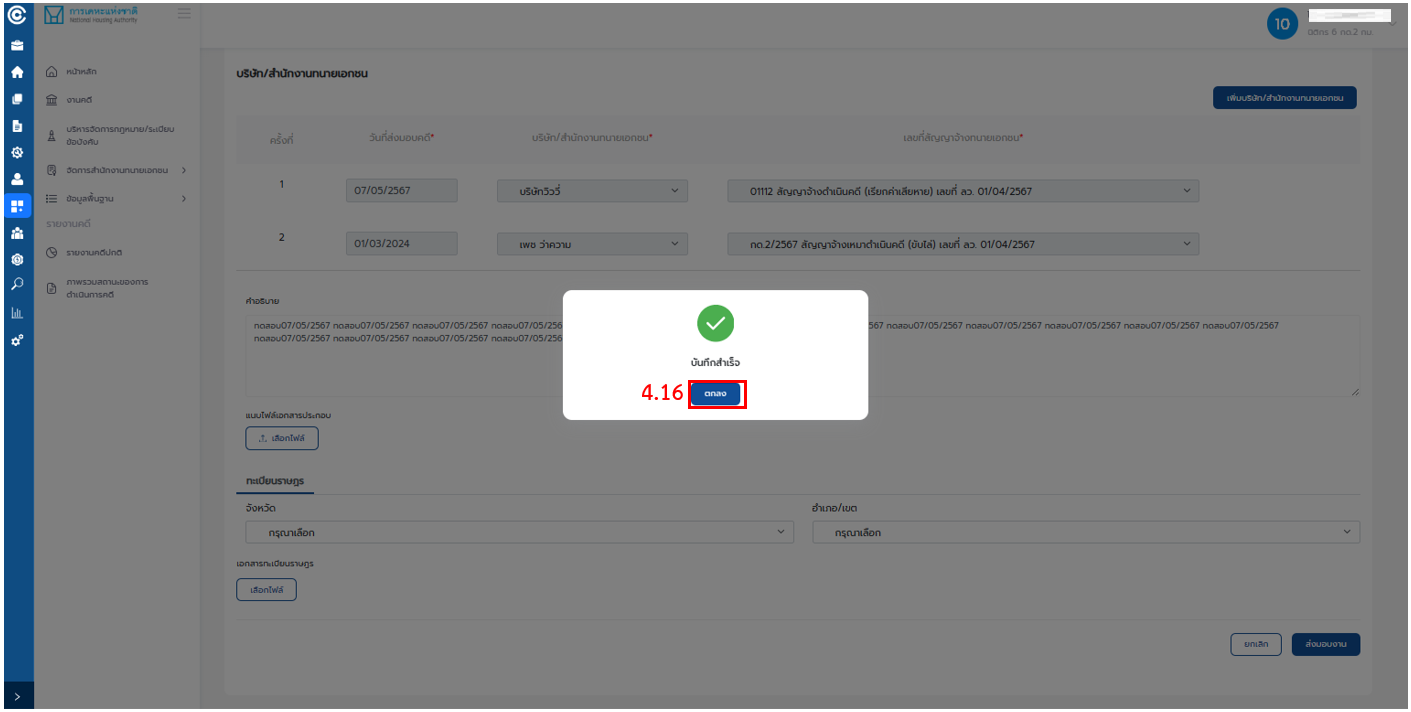 การเคหะแห่งชาติ
National Housing Authority
10
นิติกร 6 กด.2 กม.
หน้าหลัก
งานคดี
บริหารจัดการกฎหมาย/ระเบียบ
ข้อบังคับ
จัดการสำนักงานทนายเอกชน
ข้อมูลพื้นฐาน
รายงานคดี
รายงานคดีปกติ
ภาพรวมสถานะของการ
ดำเนินการคดี
บริษัท/สำนักงานทนายเอกชน
เพิ่มบริษัท/สำนักงานทนายเอกชน
ครั้งที่ วันที่ส่งมอบคดี* บริษัท/สำนักงานทนายเอกชน* เลขที่สัญญาจ้างทนายเอกชน*
1 07/05/2567 บริษัทวิววี่ 01112 สัญญาจ้างดำเนินคดี (เรียกค่าเสียหาย) เลขที่ ลว. 01/04/2567
2 01/03/2024 เพช ว่าความ กด.2/2567 สัญญาจ้างเหมาดำเนินคดี (ขับไล่) เลขที่ ลว. 01/04/2567
คำอธิบาย
ทดสอบ07/05/2567 ทดสอบ07/05/2567 ทดสอบ07/05/2567 ทดสอบ07/05/256 567 ทดสอบ07/05/2567 ทดสอบ07/05/2567 ทดสอบ07/05/2567 ทดสอบ07/05/2567 ทดสอบ07/05/2567
ทดสอบ07/05/2567 ทดสอบ07/05/2567 ทดสอบ07/05/2567 ทดสอบ07/05/256
บันทึกสำเร็จ
4.16 ตกลง
แนบไฟล์เอกสารประกอบ
เลือกไฟล์
ทะเบียนราษฎร
จังหวัด อำเภอ/เขต
กรุณาเลือก กรุณาเลือก
เอกสารทะเบียนราษฎร
เลือกไฟล์
ยกเลิก ส่งมอบงาน